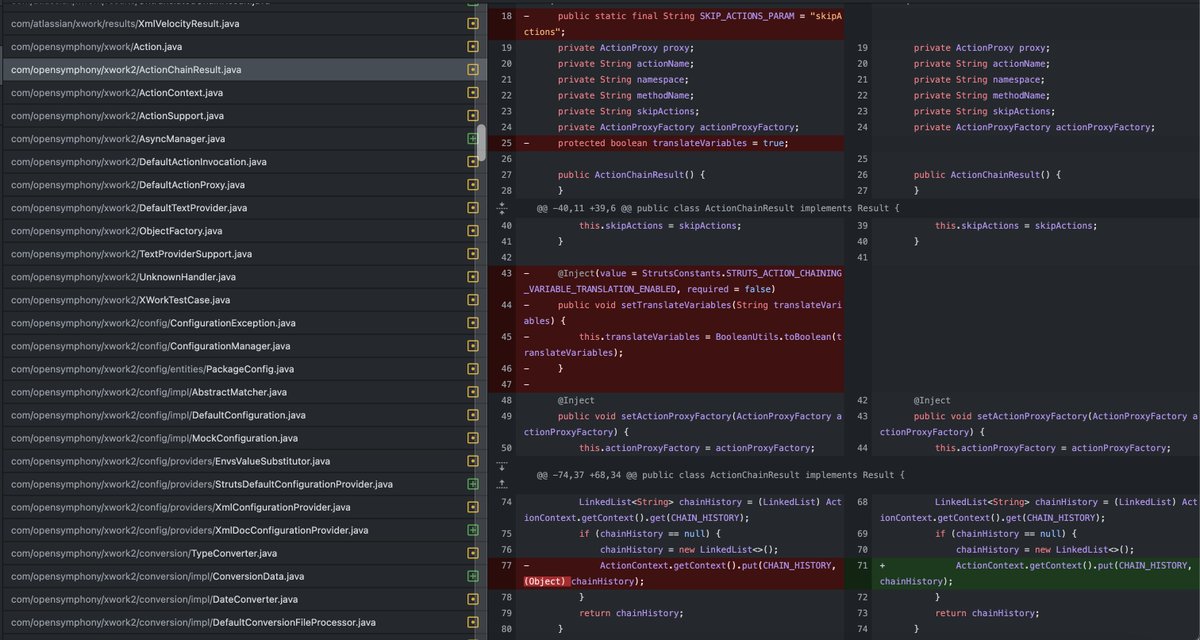 com/opensymphony/xwork/results/XmlVelocityResult.java
com/opensymphony/xwork/Action.java
com/opensymphony/xwork2/ActionChainResult.java
com/opensymphony/xwork2/ActionContext.java
com/opensymphony/xwork2/ActionSupport.java
com/opensymphony/xwork2/AsyncManager.java
com/opensymphony/xwork2/DefaultActionInvocation.java
com/opensymphony/xwork2/DefaultActionProxy.java
com/opensymphony/xwork2/DefaultTextProvider.java
com/opensymphony/xwork2/ObjectFactory.java
com/opensymphony/xwork2/TextProviderSupport.java
com/opensymphony/xwork2/UnknownHandler.java
com/opensymphony/xwork2/XWorkTestCase.java
com/opensymphony/xwork2/config/ConfigurationException.java
com/opensymphony/xwork2/config/ConfigurationManager.java
com/opensymphony/xwork2/config/entities/PackageConfig.java
com/opensymphony/xwork2/config/impl/AbstractMatcher.java
com/opensymphony/xwork2/config/impl/DefaultConfiguration.java
com/opensymphony/xwork2/config/impl/MockConfiguration.java
com/opensymphony/xwork2/config/providers/EnvsValueSubstitutor.java
com/opensymphony/xwork2/config/providers/StrutsDefaultConfigurationProvider.java
com/opensymphony/xwork2/config/providers/XmlConfigurationProvider.java
com/opensymphony/xwork2/config/providers/XmlDocConfigurationProvider.java
com/opensymphony/xwork2/conversion/TypeConverter.java
com/opensymphony/xwork2/conversion/impl/ConversionData.java
com/opensymphony/xwork2/conversion/impl/DateConverter.java
com/opensymphony/xwork2/conversion/impl/DefaultConversionFileProcessor.java
18 - public static final String SKIP_ACTIONS_PARAM = "skipA
ctions";
19 private ActionProxy proxy;
20 private String actionName;
21 private String namespace;
22 private String methodName;
23 private String skipActions;
24 private ActionProxyFactory actionProxyFactory;
25 - protected boolean translateVariables = true;
26
27 public ActionChainResult() {
28 }
@@ -40,11 +39,6 @@ public class ActionChainResult implements Result {
40 this.skipActions = skipActions;
41 }
42
43 - @Inject(value = StrutsConstants.STRUTS_ACTION_CHAINING
_VARIABLE_TRANSLATION_ENABLED, required = false)
44 - public void setTranslateVariables(String translateVari
ables) {
45 - this.translateVariables = BooleanUtils.toBoolean(t
ranslateVariables);
46 - }
47 -
48 @Inject
49 public void setActionProxyFactory(ActionProxyFactory a
ctionProxyFactory) {
50 this.actionProxyFactory = actionProxyFactory;
@@ -74,37 +68,34 @@ public class ActionChainResult implements Result {
74 LinkedList<String> chainHistory = (LinkedList) Act
ionContext.getContext().get(CHAIN_HISTORY);
75 if (chainHistory == null) {
76 chainHistory = new LinkedList<>();
77 - ActionContext.getContext().put(CHAIN_HISTORY,
(Object) chainHistory);
78 }
79 return chainHistory;
80 }
19 private ActionProxy proxy;
20 private String actionName;
21 private String namespace;
22 private String methodName;
23 private String skipActions;
24 private ActionProxyFactory actionProxyFactory;
25
26 public ActionChainResult() {
27 }
39 this.skipActions = skipActions;
40 }
41
42 @Inject
43 public void setActionProxyFactory(ActionProxyFactory a
ctionProxyFactory) {
44 this.actionProxyFactory = actionProxyFactory;
68 LinkedList<String> chainHistory = (LinkedList) Act
ionContext.getContext().get(CHAIN_HISTORY);
69 if (chainHistory == null) {
70 chainHistory = new LinkedList<>();
71 + ActionContext.getContext().put(CHAIN_HISTORY,
chainHistory);
72 }
73 return chainHistory;
74 }